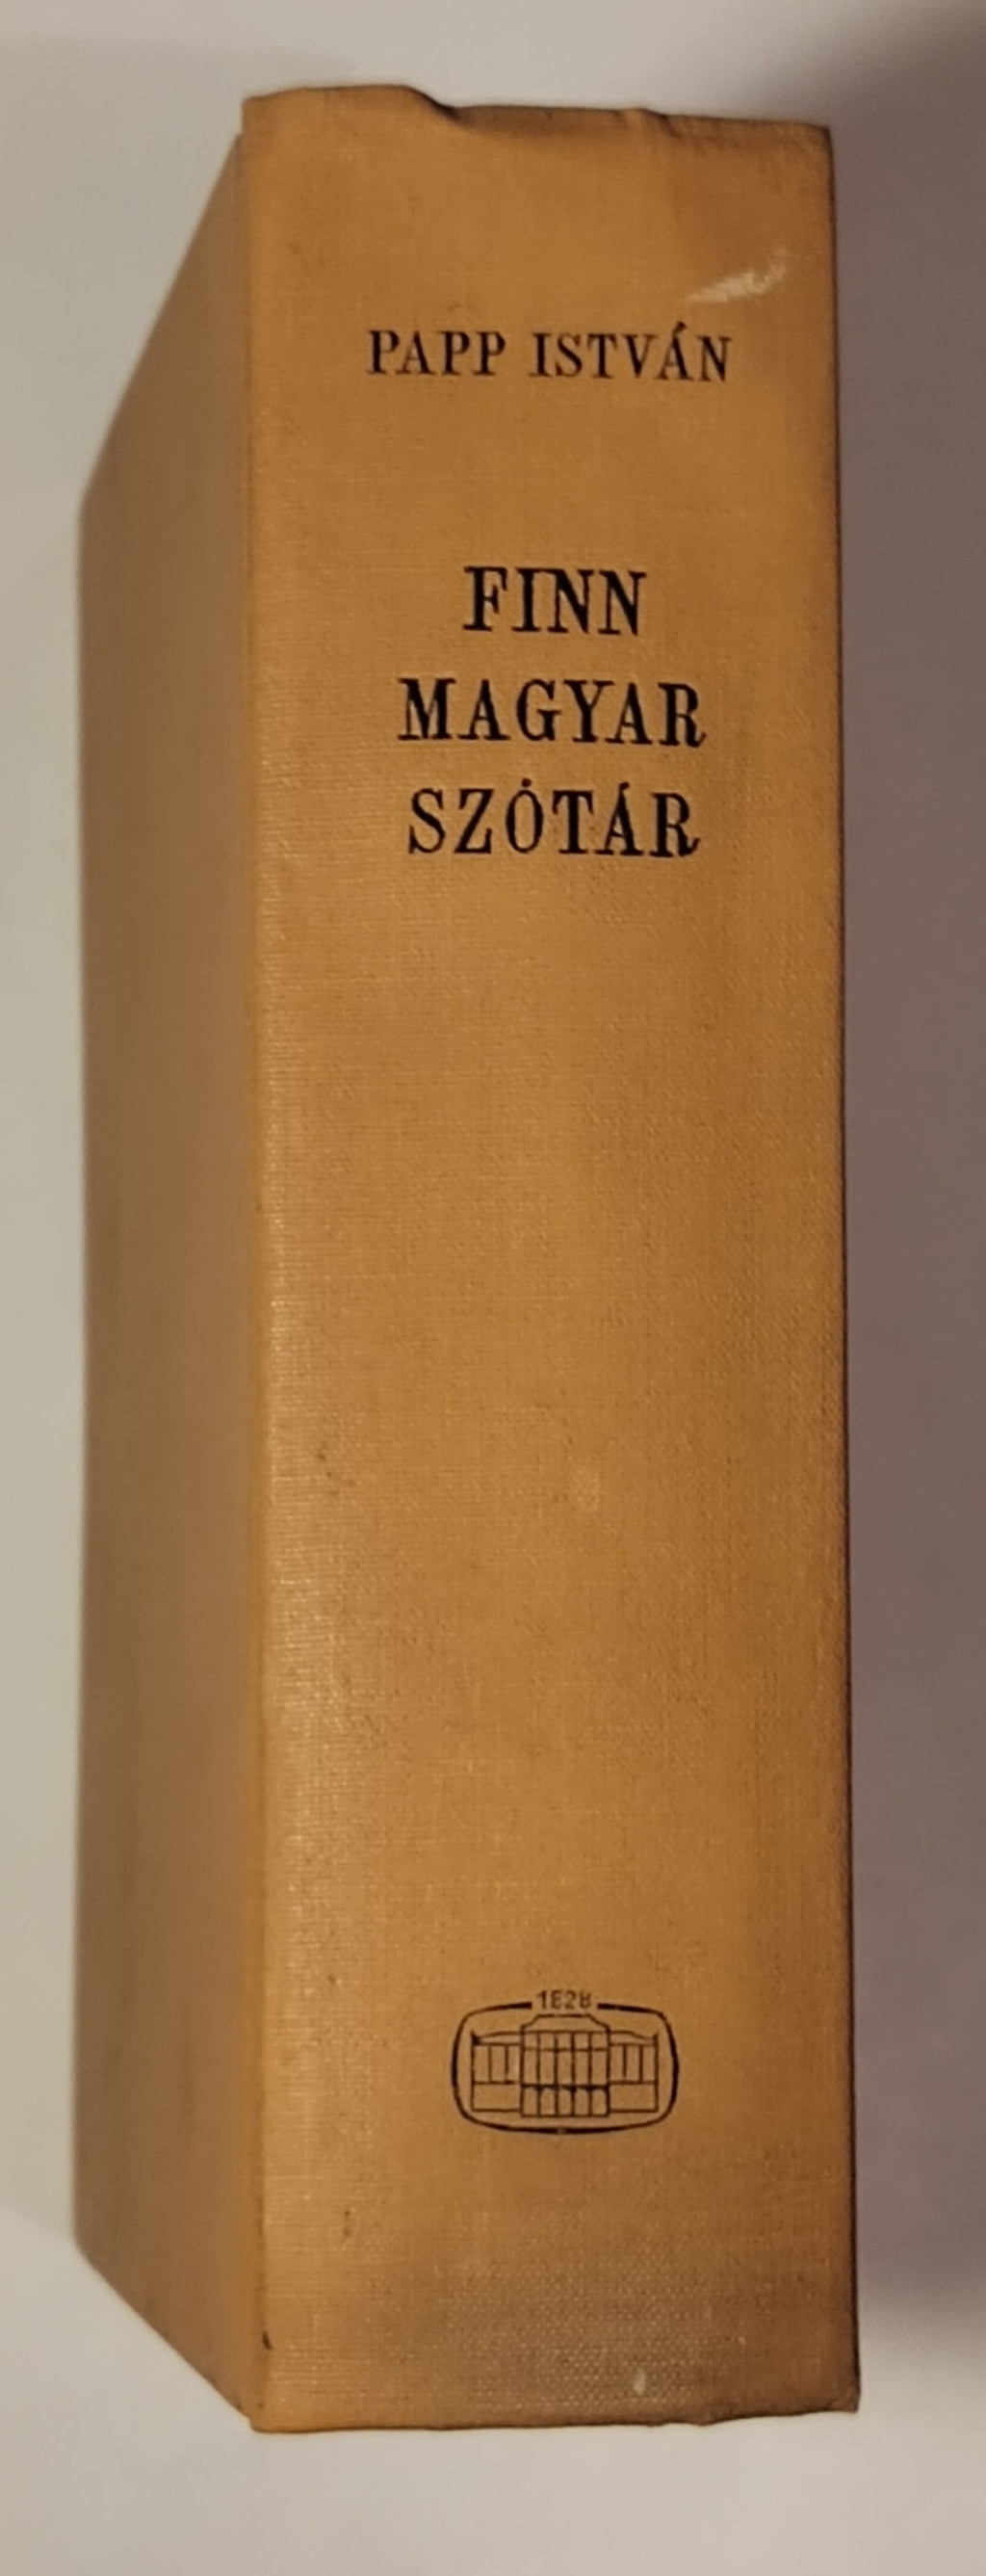 PAPP ISTVÁN
FINN
MAGYAR
SZÓTÁR
1828